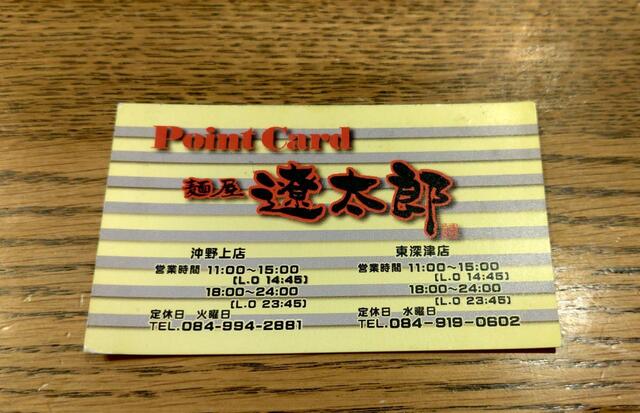 Point Card
麺屋 遼太郎
沖野上店
営業時間 11:00〜15:00
[L.O 14:45]
18:00〜24:00
[L.O 23:45]
定休日 火曜日
TEL.084-994-2881
東深津店
営業時間 11:00〜15:00
[L.O 14:45]
18:00〜24:00
[L.O 23:45]
定休日 水曜日
TEL.084-919-0602